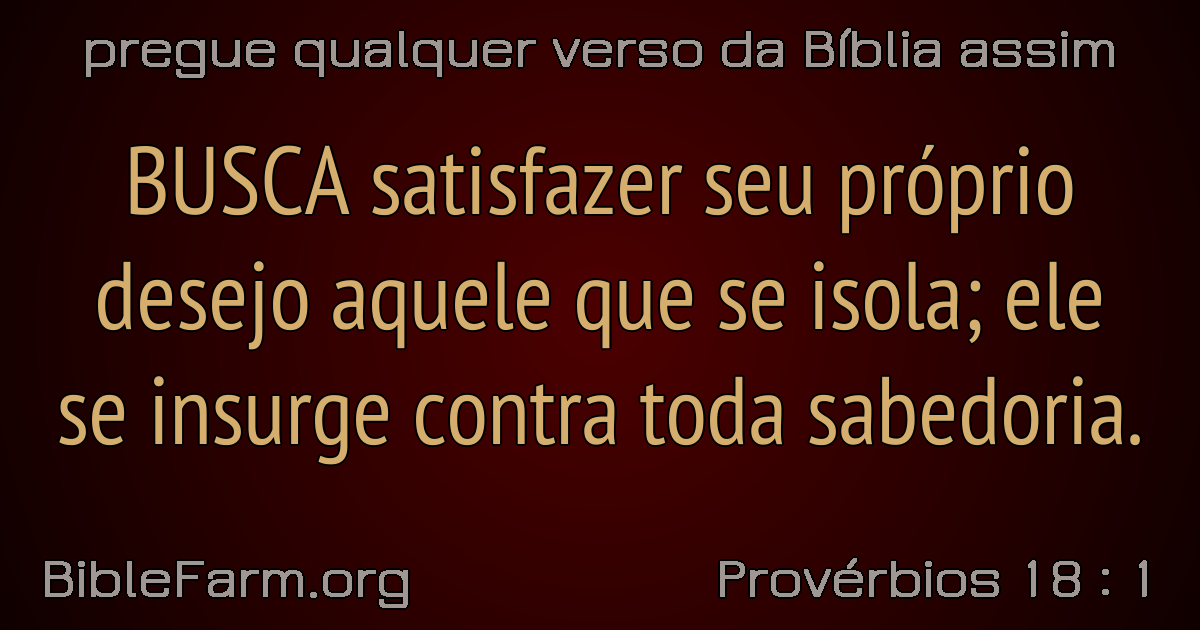 pregue qualquer verso da Bíblia assim
BUSCA satisfazer seu próprio
desejo aquele que se isola; ele
se insurge contra toda sabedoria.
BibleFarm.org
Provérbios 18 : 1